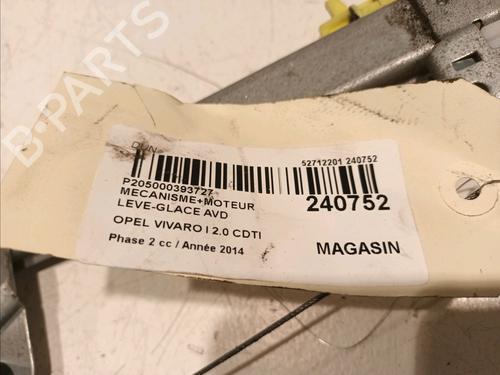 B-PARTS
DUN
52712201 240752
P205000393727
MECANISME+MOTEUR
LEVE-GLACE AVD
240752
OPEL VIVARO I 2.0 CDTI
Phase 2 cc / Année 2014
MAGASIN